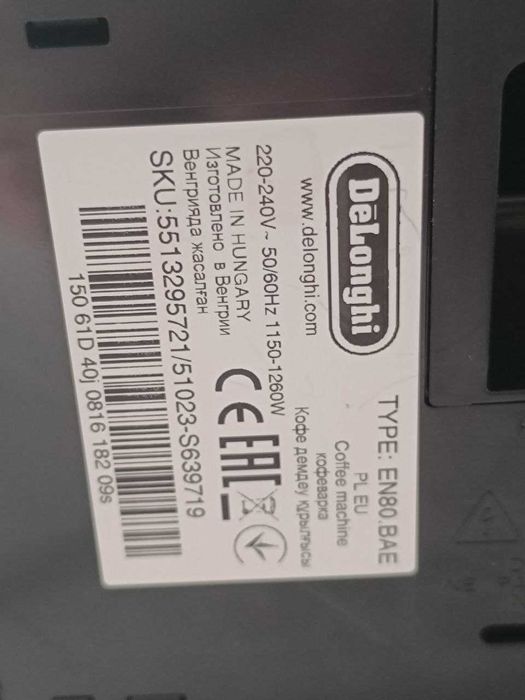 DeLonghi
www.delonghi.com
TYPE: EN80.BAE
PL EU
Coffee machine
кофеварка
Кофе демдеу құрылғысы
220-240V~ 50/60Hz 1150-1260W
MADE IN HUNGARY
Изготовлено в Венгрии
Венгрияда жасалған
CE EAC
SKU:5513295721/51023-S639719
150 61D 40j 0816 182 09s